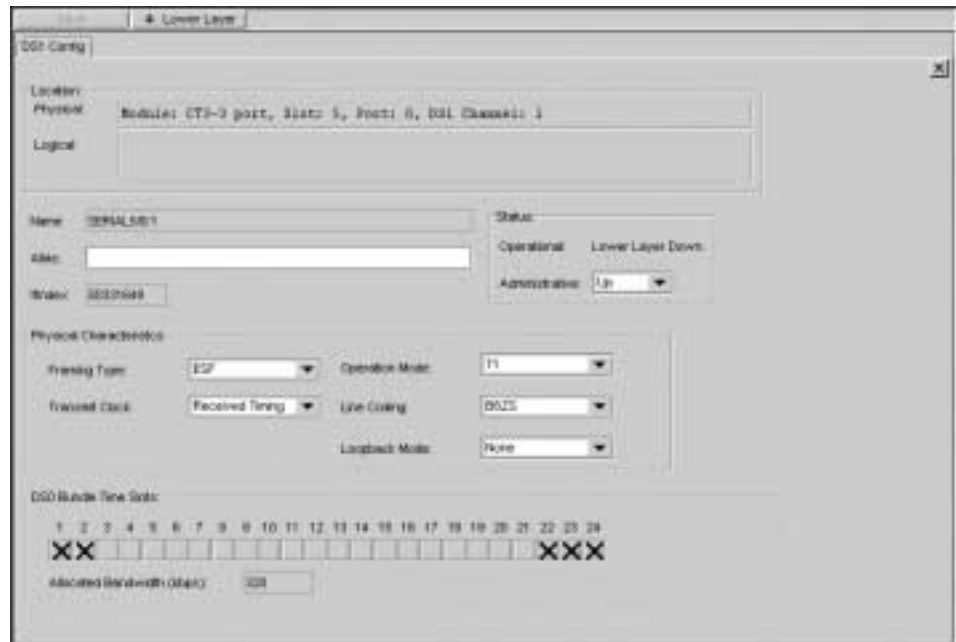 Lower Layer
DS1 Config
Location:
Physical: Module: CT3-3 port, Slot: 5, Port: 0, DS1 Channel: 1
Logical
Name:
Alias:
IfIndex:
Status:
Operational: Lower Layer Down.
Administrative: Up
Physical Characteristics
Framing Type: ESF
Operation Mode: T1
Transmit Clock: Received Timing
Line Coding: B8ZS
Loopback Mode: None
DS0 Bundle Time Slots:
1 2 3 4 5 6 7 8 9 10 11 12 13 14 15 16 17 18 19 20 21 22 23 24
Allocated Bandwidth (kbps): 320